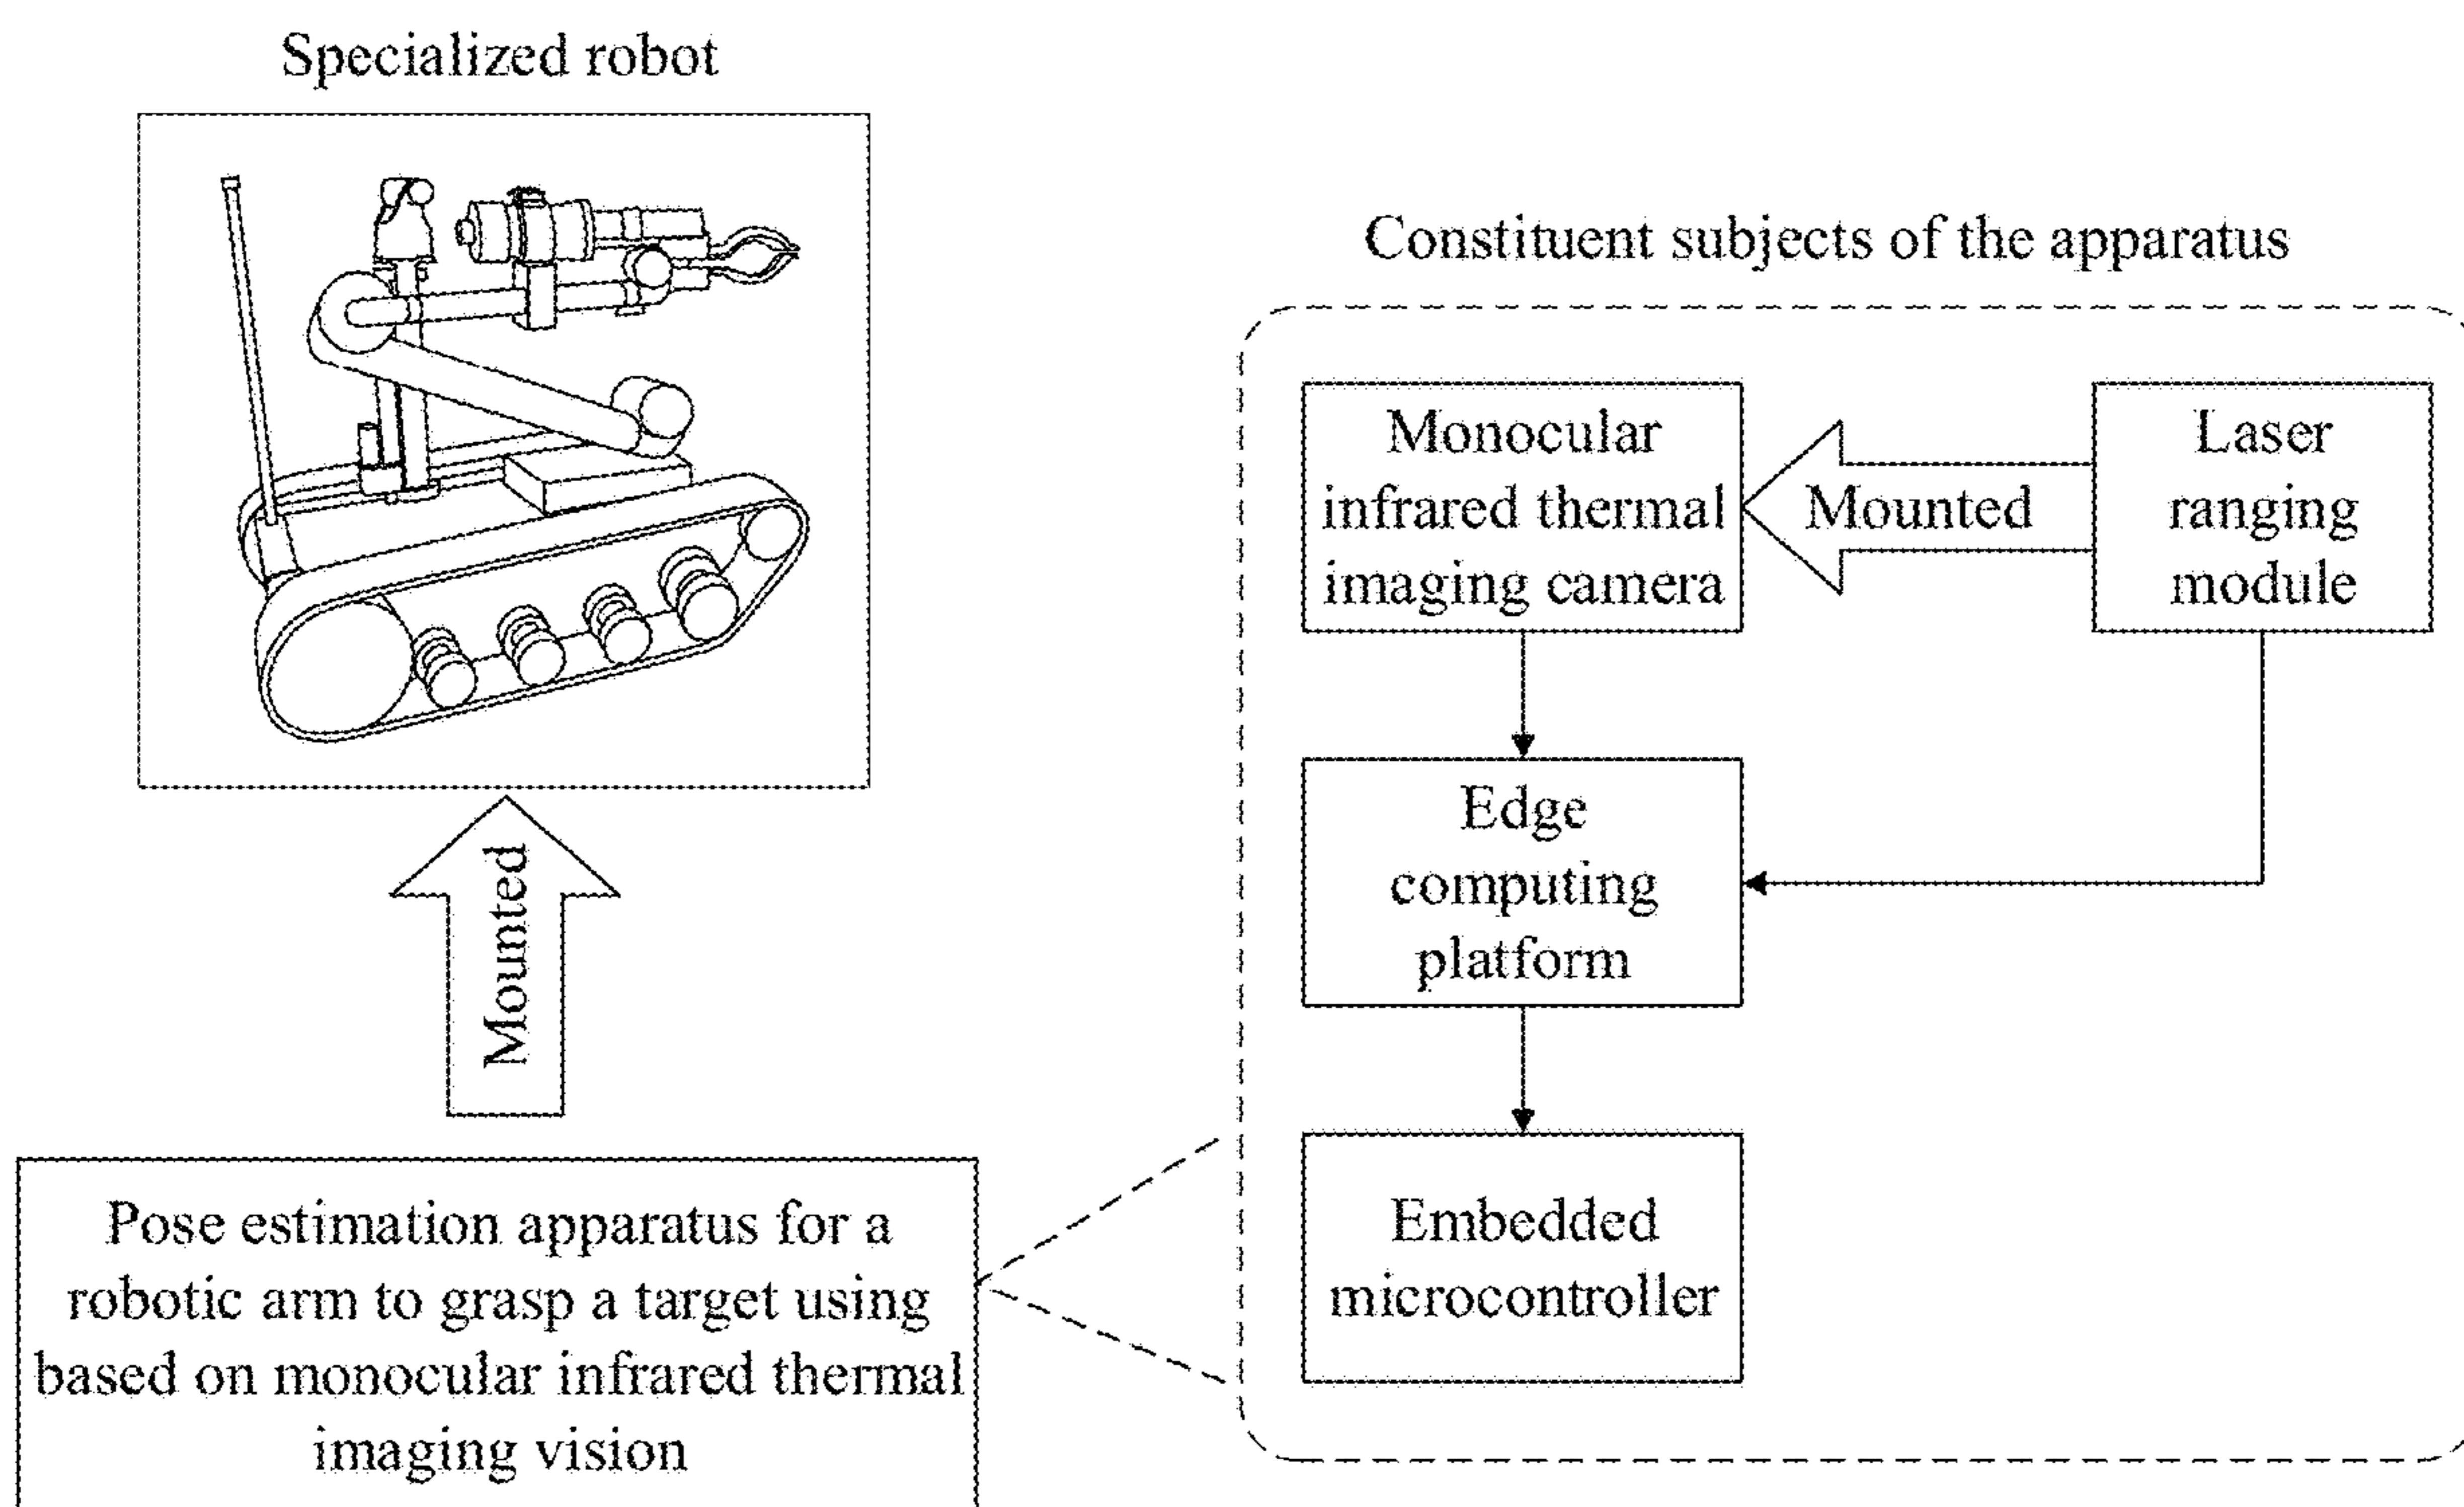 Specialized robot
Mounted
Pose estimation apparatus for a
robotic arm to grasp a target using
based on monocular infrared thermal
imaging vision
Constituent subjects of the apparatus
Monocular
infrared thermal
imaging camera
Mounted
Laser
ranging
module
Edge
computing
platform
Embedded
microcontroller